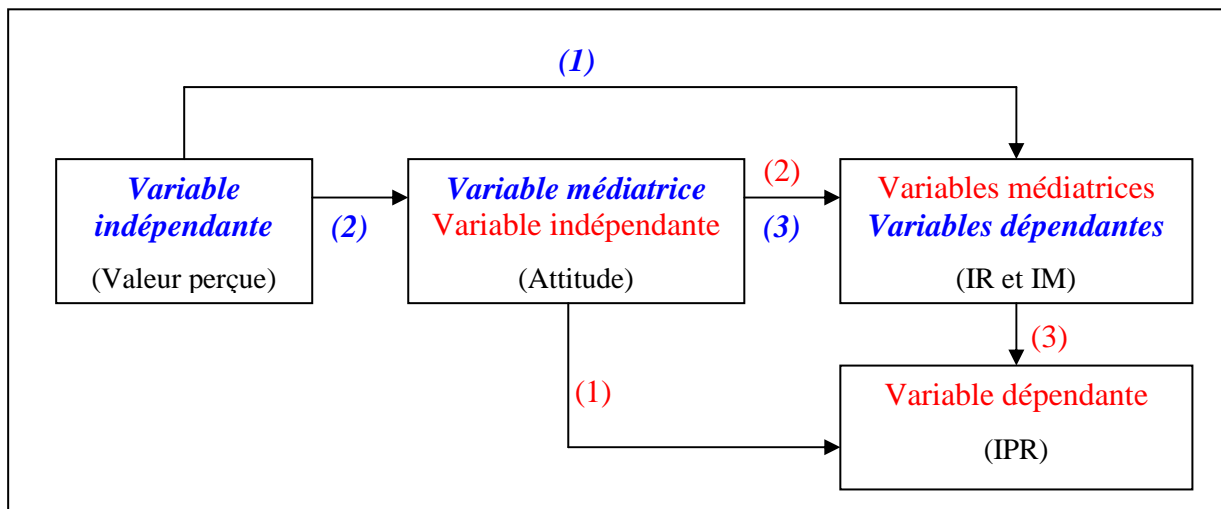 (1)
Variable
indépendante
(Valeur perçue)
(2)
Variable médiatrice
Variable indépendante
(Attitude)
(2)
(3)
Variables médiatrices
Variables dépendantes
(IR et IM)
(1)
(3)
Variable dépendante
(IPR)